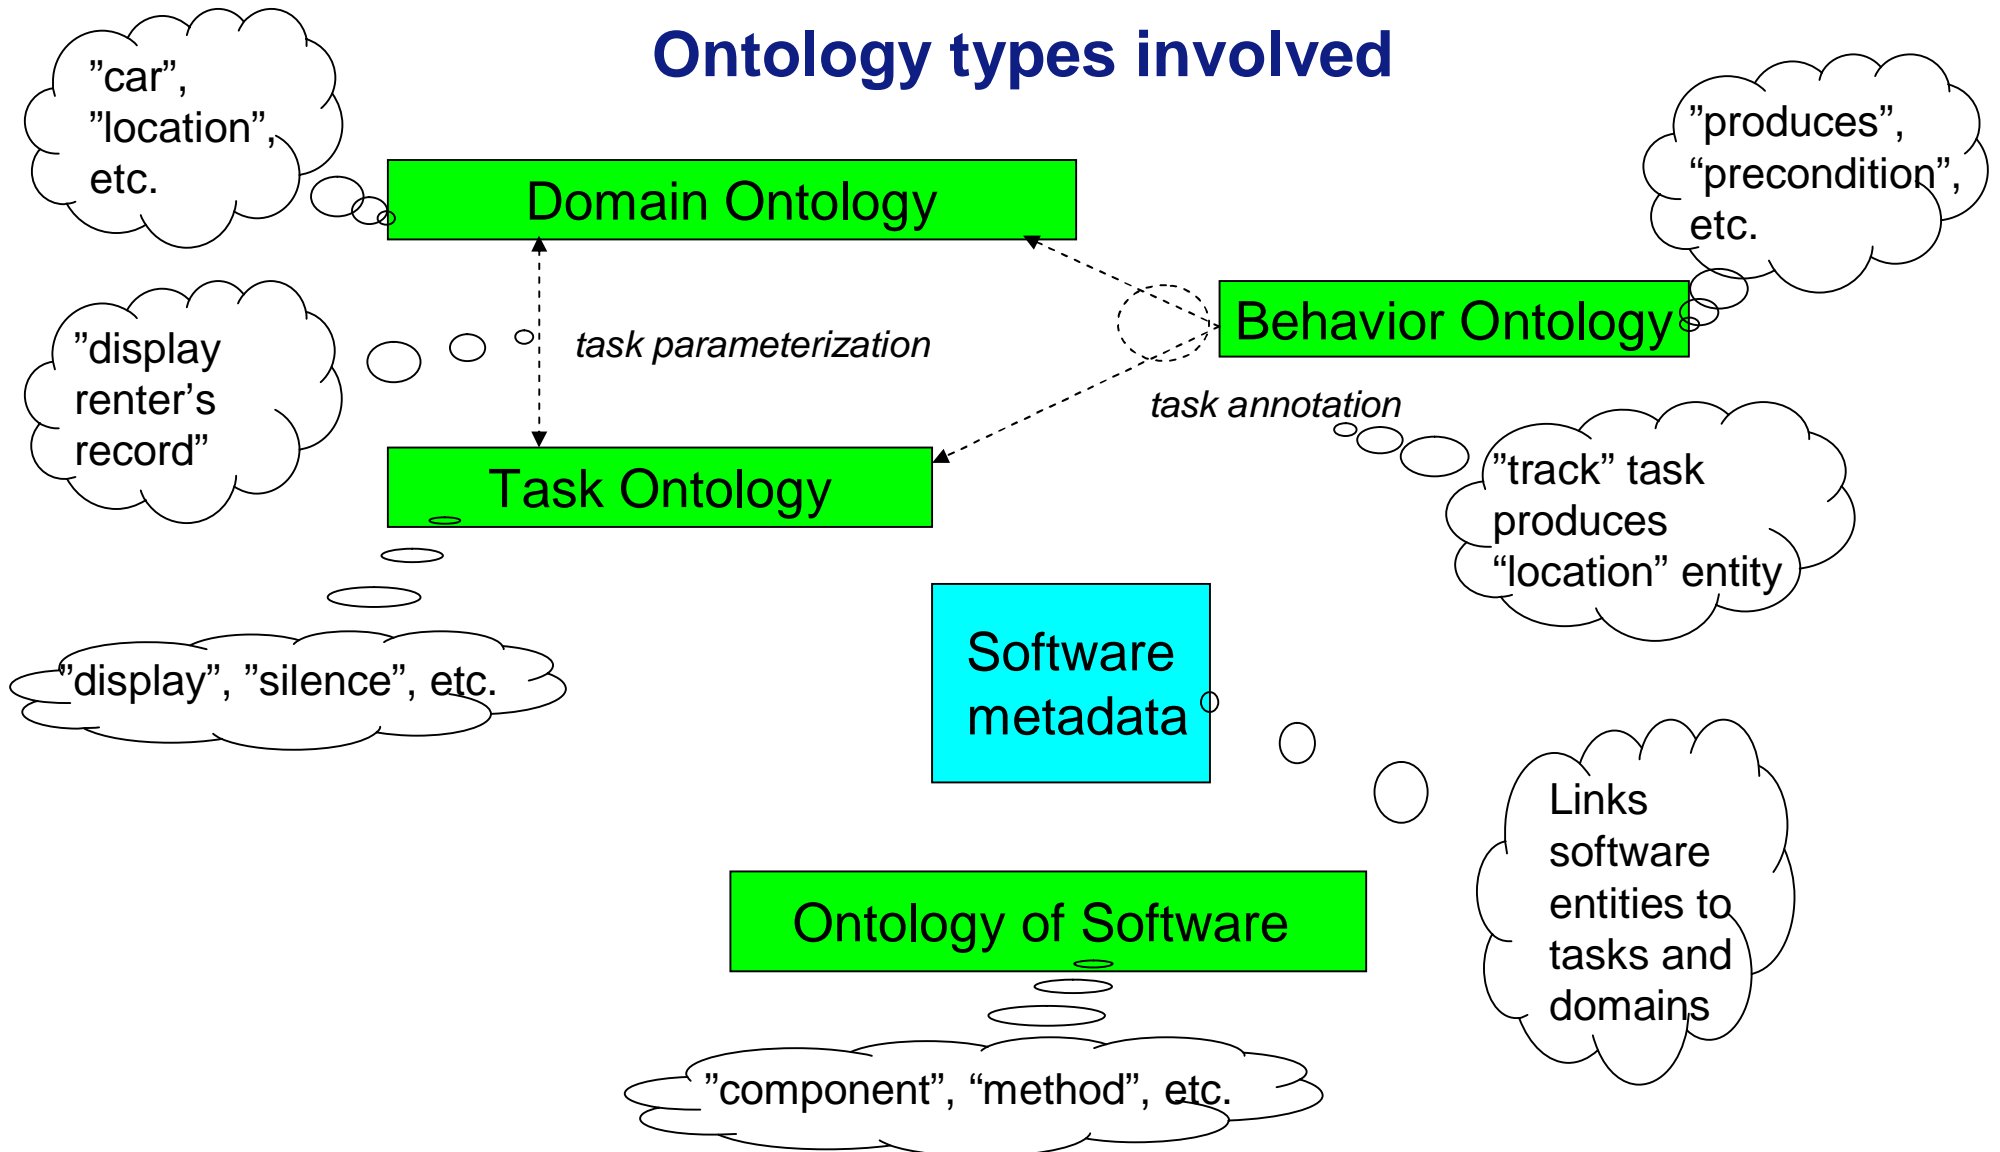 Ontology types involved
”car”,
”location”,
etc.
Domain Ontology
”produces”,
“precondition”,
etc.
Behavior Ontology
”display
renter’s
record”
task parameterization
task annotation
Task Ontology
”track” task
produces
“location” entity
”display”, ”silence”, etc.
Software
metadata
Links
software
entities to
tasks and
domains
Ontology of Software
”component”, “method”, etc.